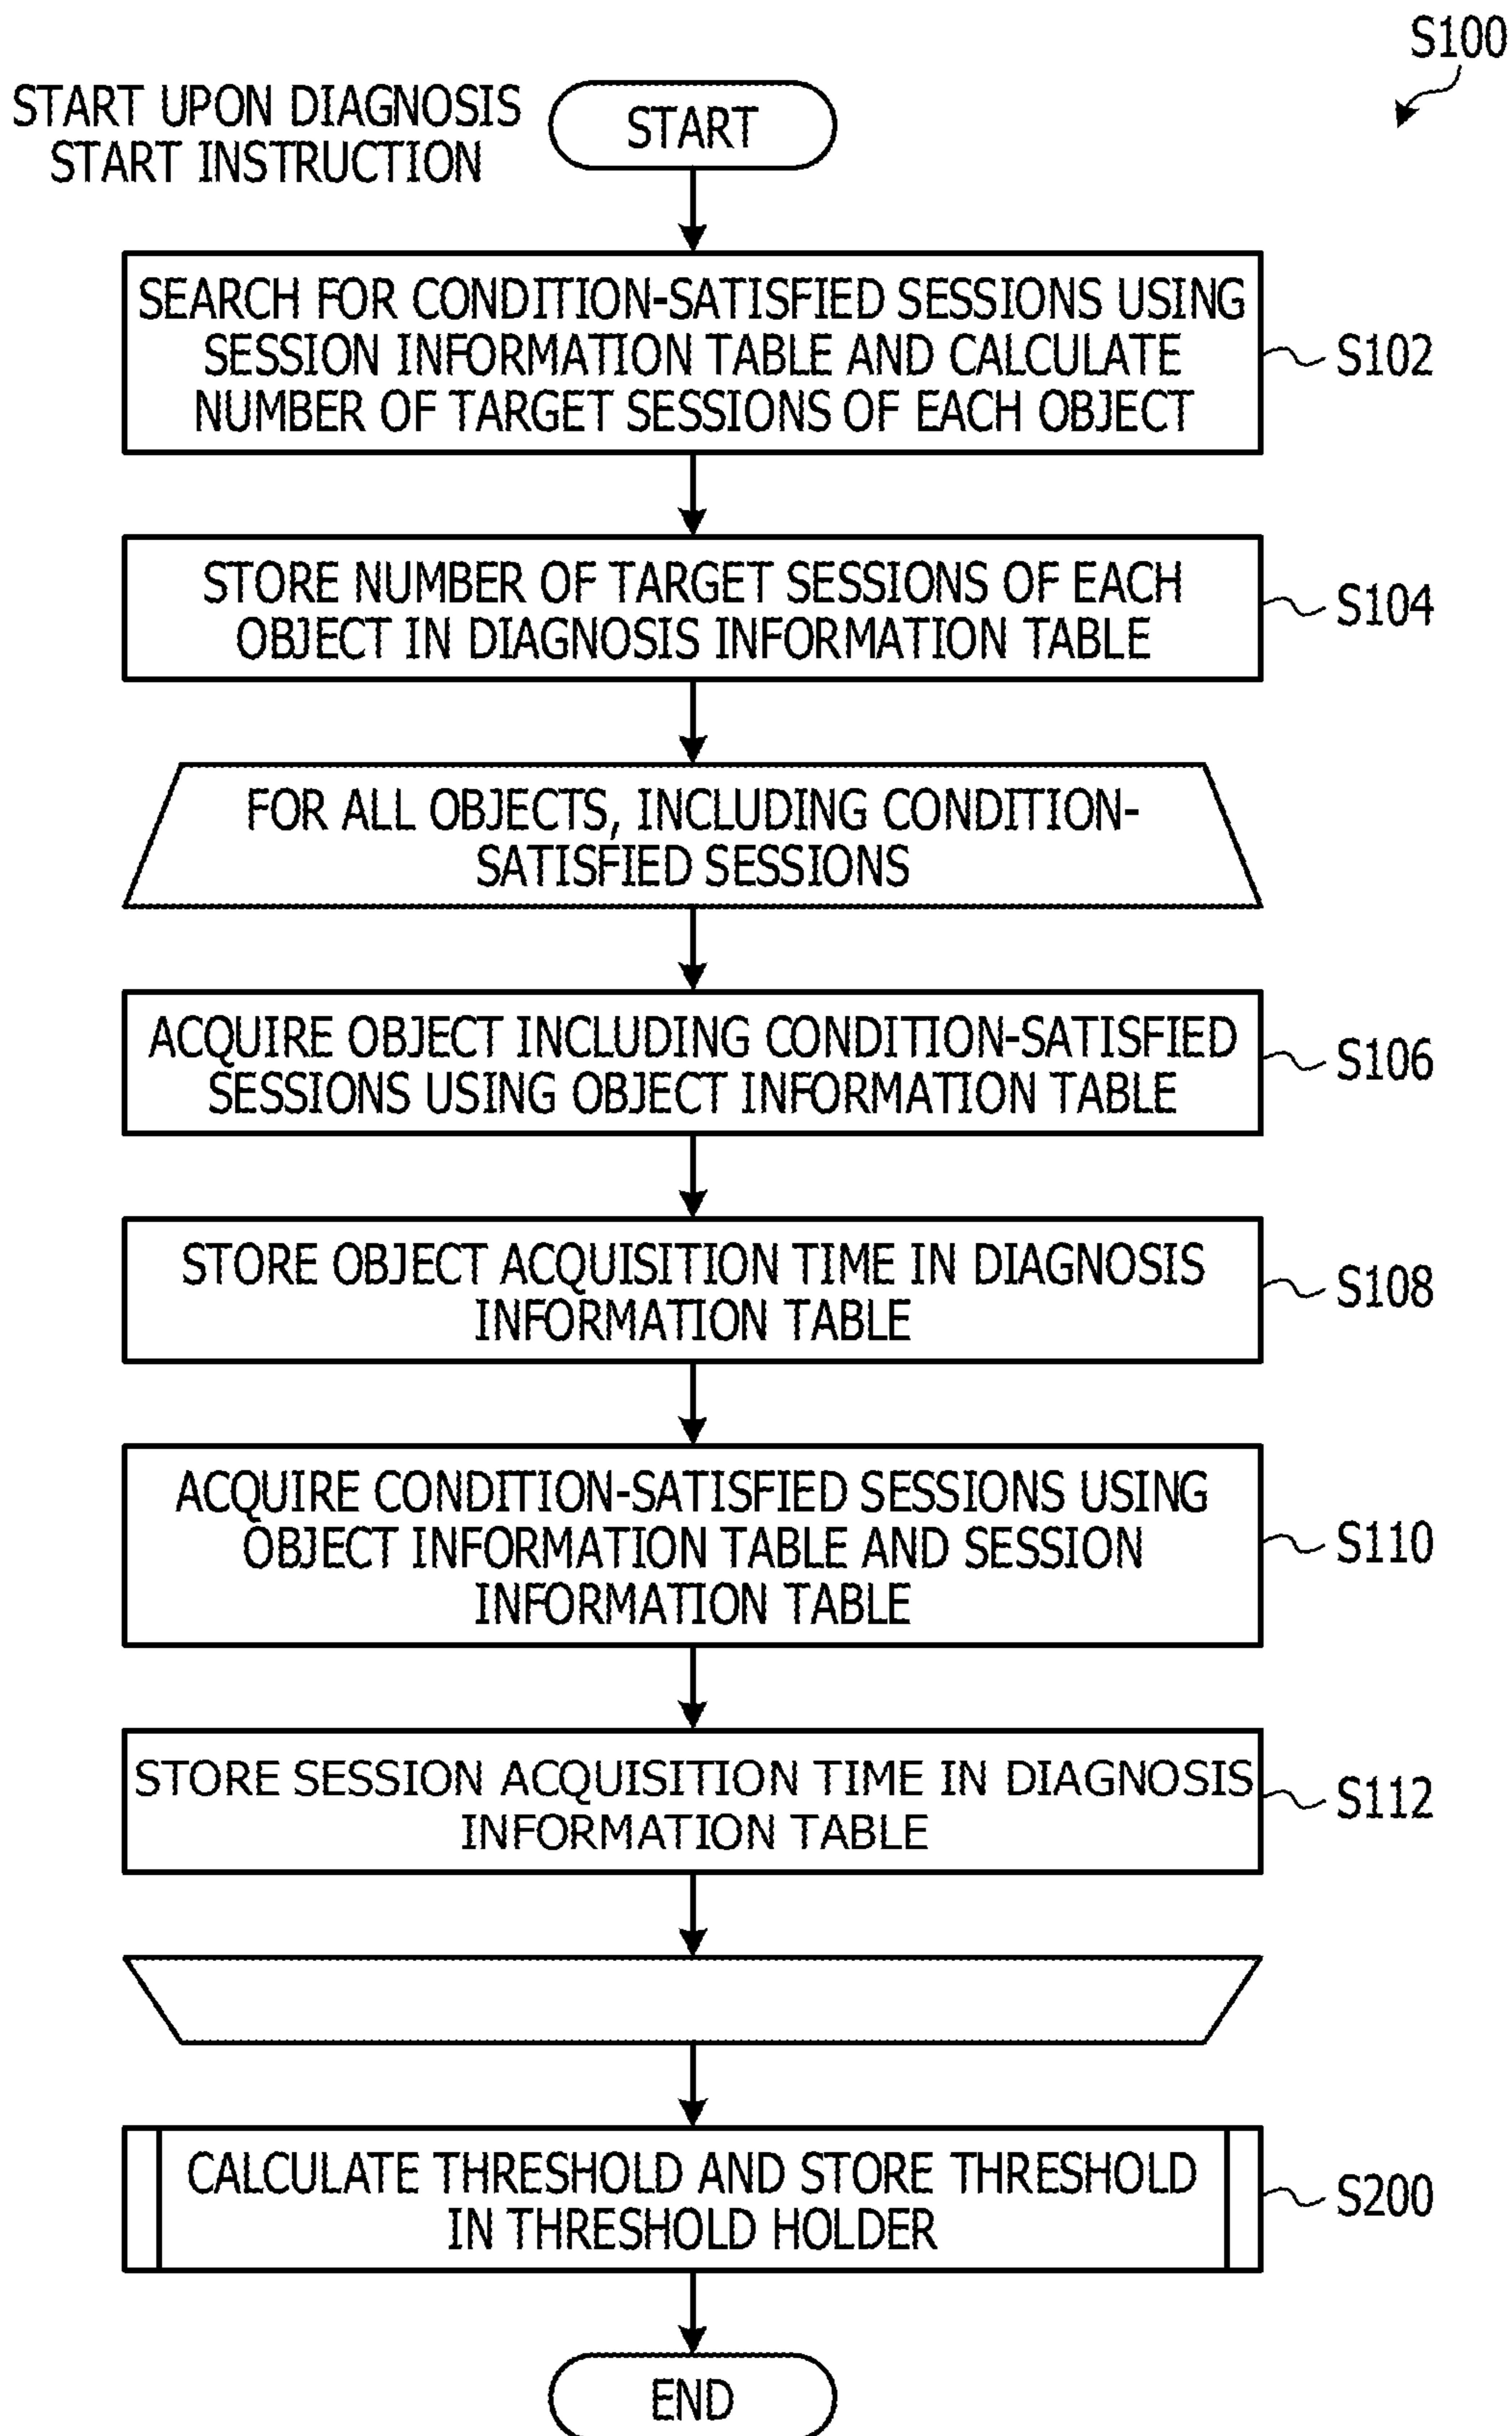 S100
START UPON DIAGNOSIS
START INSTRUCTION
START
SEARCH FOR CONDITION-SATISFIED SESSIONS USING
SESSION INFORMATION TABLE AND CALCULATE
NUMBER OF TARGET SESSIONS OF EACH OBJECT
S102
STORE NUMBER OF TARGET SESSIONS OF EACH
OBJECT IN DIAGNOSIS INFORMATION TABLE
S104
FOR ALL OBJECTS, INCLUDING CONDITION-
SATISFIED SESSIONS
ACQUIRE OBJECT INCLUDING CONDITION-SATISFIED
SESSIONS USING OBJECT INFORMATION TABLE
S106
STORE OBJECT ACQUISITION TIME IN DIAGNOSIS
INFORMATION TABLE
S108
ACQUIRE CONDITION-SATISFIED SESSIONS USING
OBJECT INFORMATION TABLE AND SESSION
INFORMATION TABLE
S110
STORE SESSION ACQUISITION TIME IN DIAGNOSIS
INFORMATION TABLE
S112
CALCULATE THRESHOLD AND STORE THRESHOLD
IN THRESHOLD HOLDER
S200
END